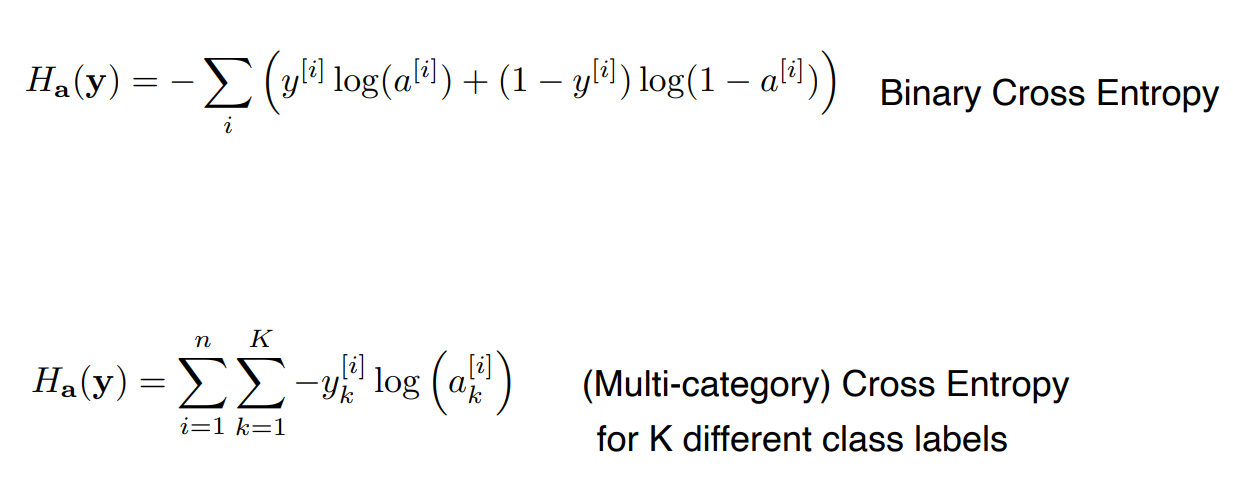 H_a(y) = − ∑_i ( y^[i] log(a^[i]) + (1 − y^[i]) log(1 − a^[i]) ) Binary Cross Entropy
H_a(y) = ∑_{i=1}^{n} ∑_{k=1}^{K} −y_k^[i] log ( a_k^[i] ) (Multi-category) Cross Entropy
for K different class labels